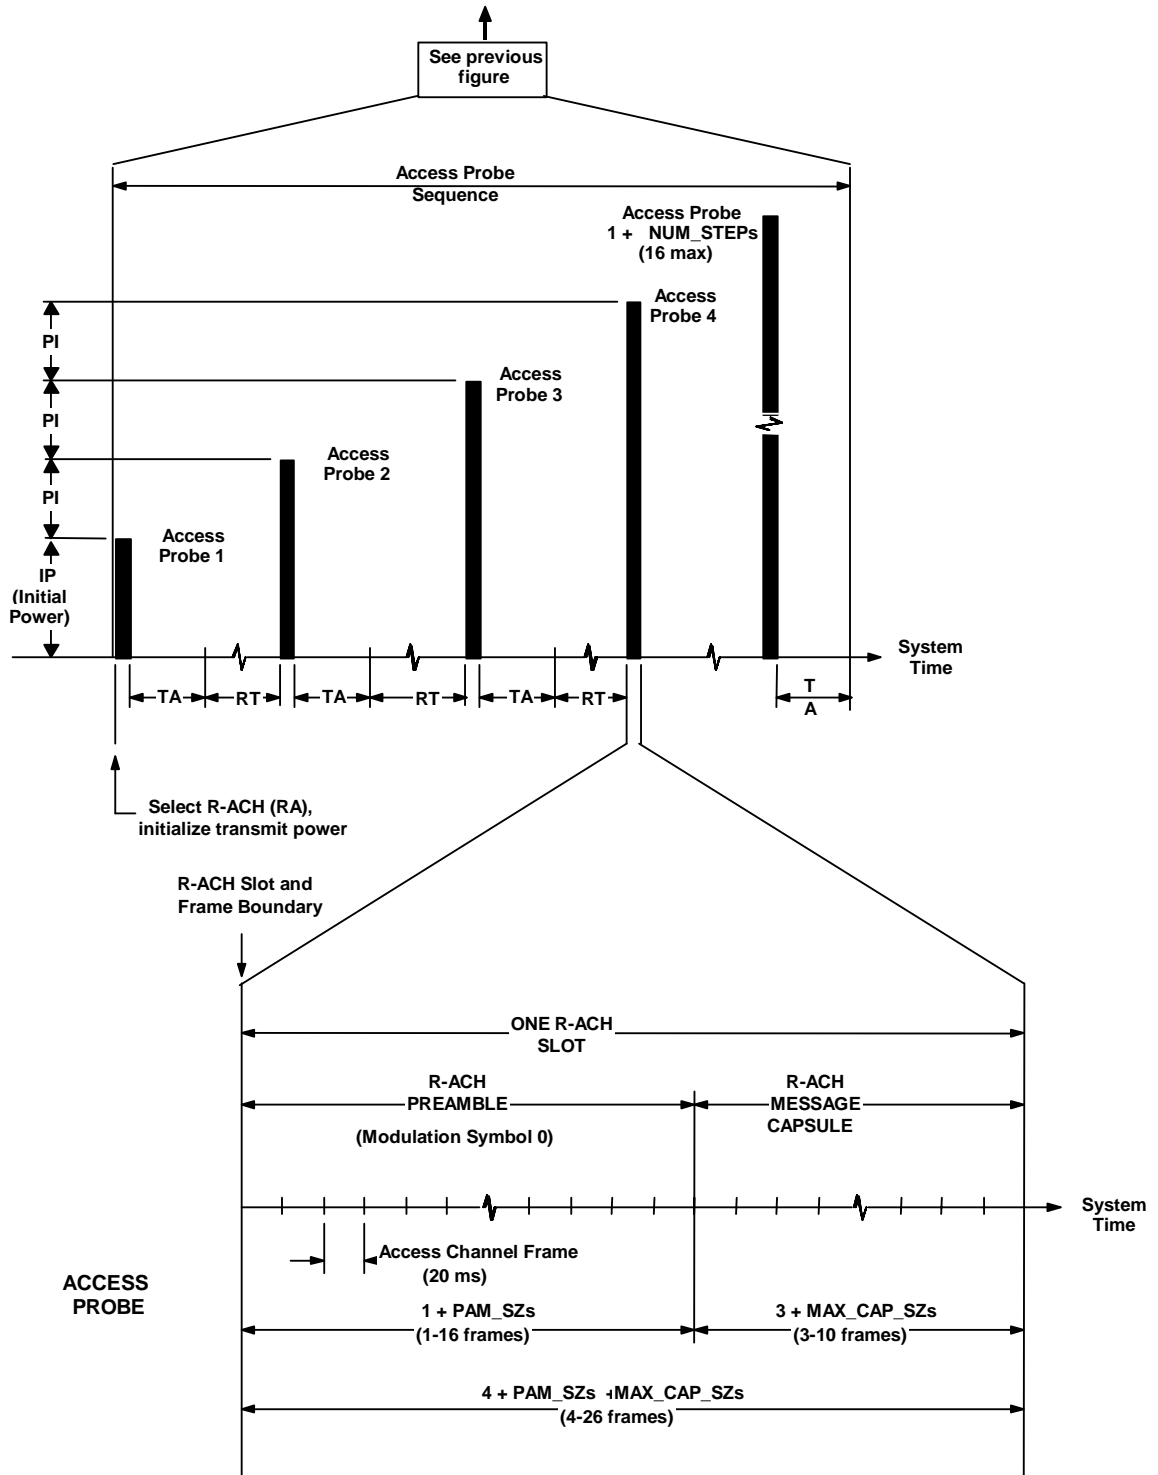 See previous
figure
Access Probe
Sequence
Access Probe
1 + NUM_STEPs
(16 max)
Access
Probe 4
PI
Access
Probe 3
PI
Access
Probe 2
PI
Access
Probe 1
IP
(Initial
Power)
System
Time
TA
RT
TA
RT
TA
RT
T
A
Select R-ACH (RA),
initialize transmit power
R-ACH Slot and
Frame Boundary
ONE R-ACH
SLOT
R-ACH
PREAMBLE
(Modulation Symbol 0)
R-ACH
MESSAGE
CAPSULE
System
Time
Access Channel Frame
(20 ms)
ACCESS
PROBE
1 + PAM_SZs
(1-16 frames)
3 + MAX_CAP_SZs
(3-10 frames)
4 + PAM_SZs +MAX_CAP_SZs
(4-26 frames)